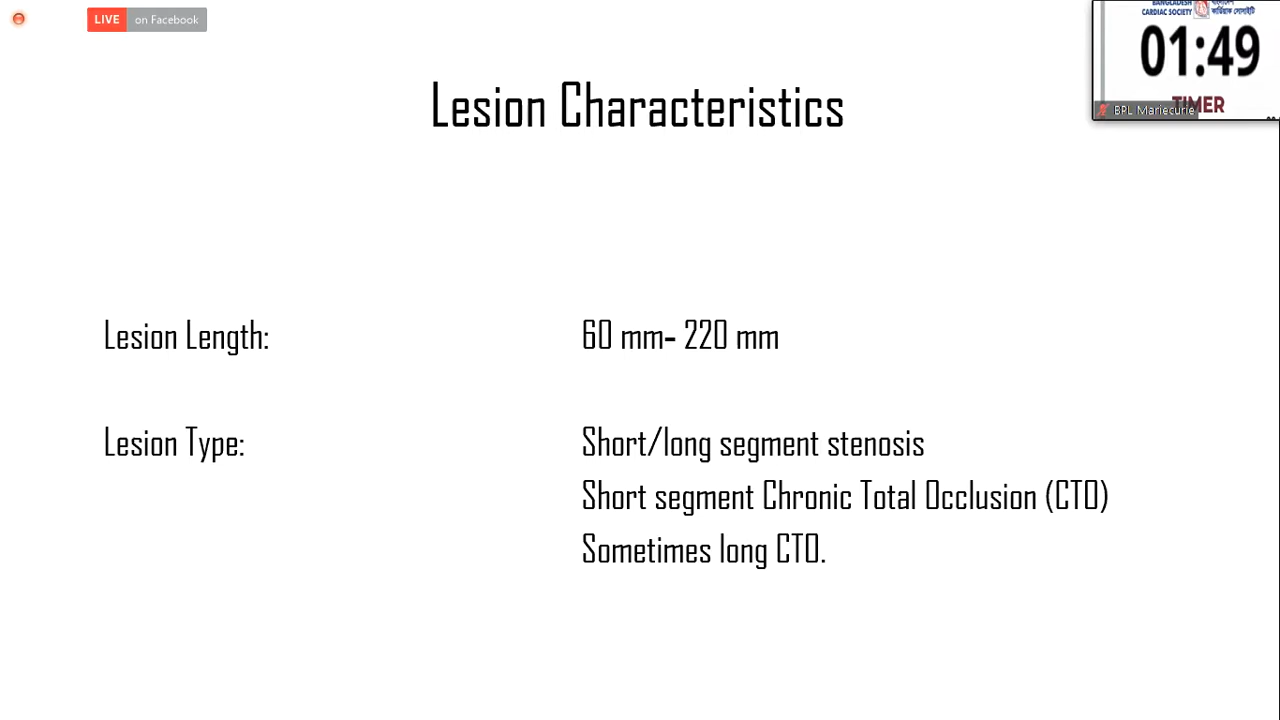 LIVE on Facebook
BANGLADESH
CARDIAC SOCIETY
বাংলাদেশ
কার্ডিয়াক সোসাইটি
01:49
TIMER
BPL Mariecurie
Lesion Characteristics
Lesion Length: 60 mm- 220 mm
Lesion Type: Short/long segment stenosis
Short segment Chronic Total Occlusion (CTO)
Sometimes long CTO.